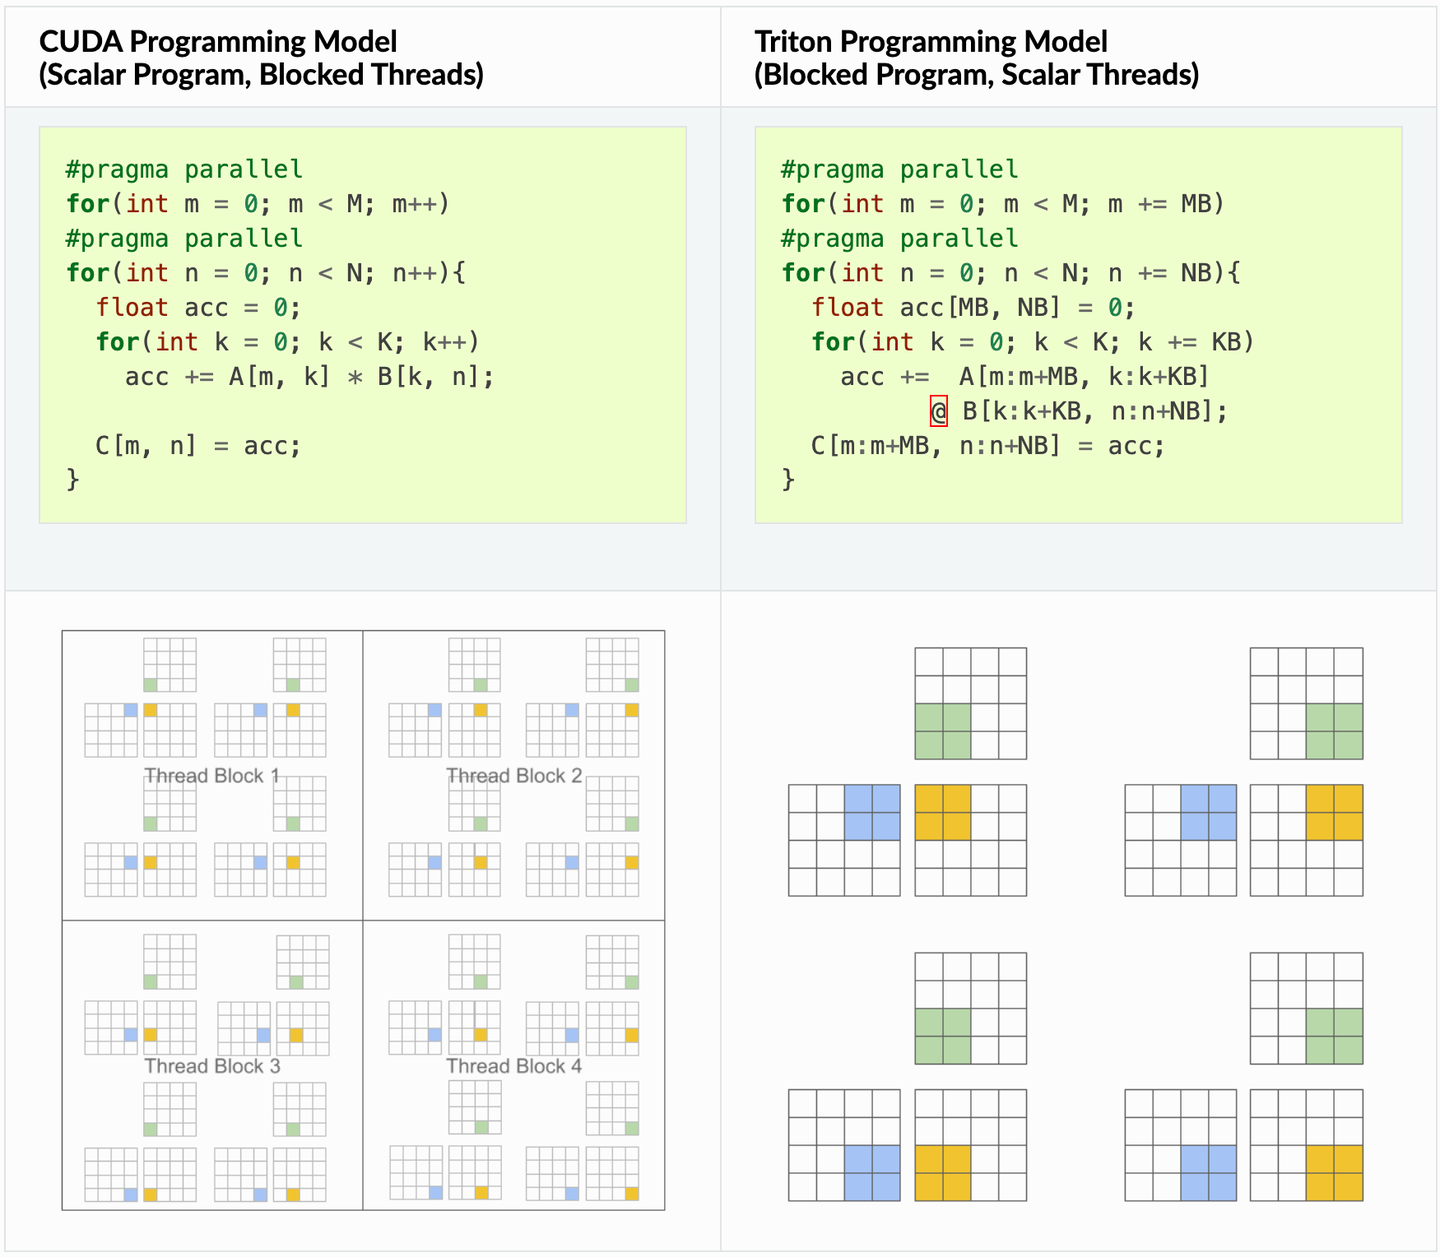 CUDA Programming Model
(Scalar Program, Blocked Threads)
#pragma parallel
for(int m = 0; m < M; m++)
#pragma parallel
for(int n = 0; n < N; n++){
  float acc = 0;
  for(int k = 0; k < K; k++)
    acc += A[m, k] * B[k, n];
  C[m, n] = acc;
}
Triton Programming Model
(Blocked Program, Scalar Threads)
#pragma parallel
for(int m = 0; m < M; m += MB)
#pragma parallel
for(int n = 0; n < N; n += NB){
  float acc[MB, NB] = 0;
  for(int k = 0; k < K; k += KB)
    acc +=  A[m:m+MB, k:k+KB]
          @ B[k:k+KB, n:n+NB];
  C[m:m+MB, n:n+NB] = acc;
}
Thread Block 1
Thread Block 2
Thread Block 3
Thread Block 4